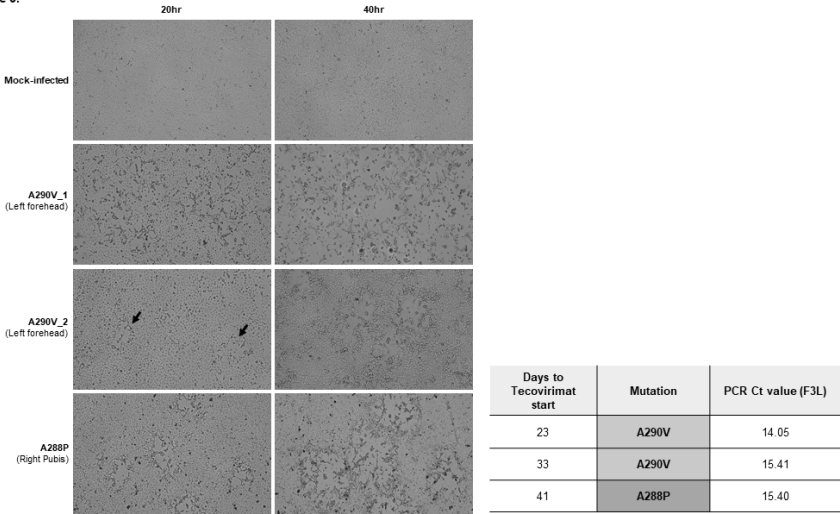 20hr 40hr
Mock-infected
A290V_1
(Left forehead)
A290V_2
(Left forehead)
A288P
(Right Pubis)
Days to
Tecovirimat
start
Mutation
PCR Ct value (F3L)
23 A290V 14.05
33 A290V 15.41
41 A288P 15.40